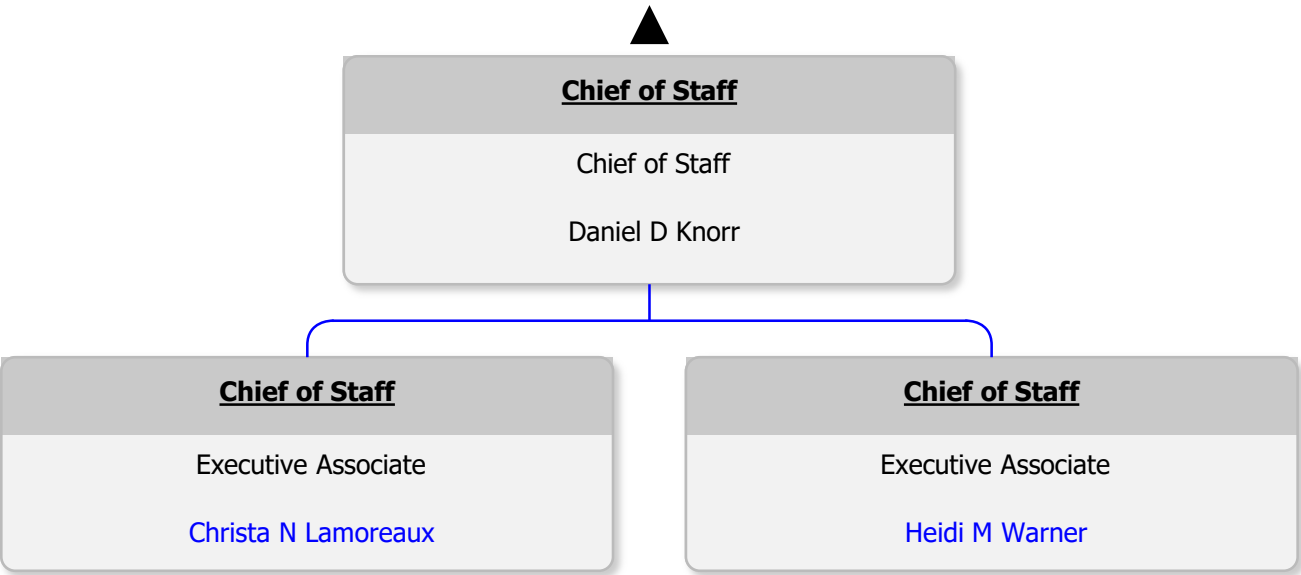 Chief of Staff
Chief of Staff
Daniel D Knorr
Chief of Staff
Executive Associate
Christa N Lamoreaux
Chief of Staff
Executive Associate
Heidi M Warner